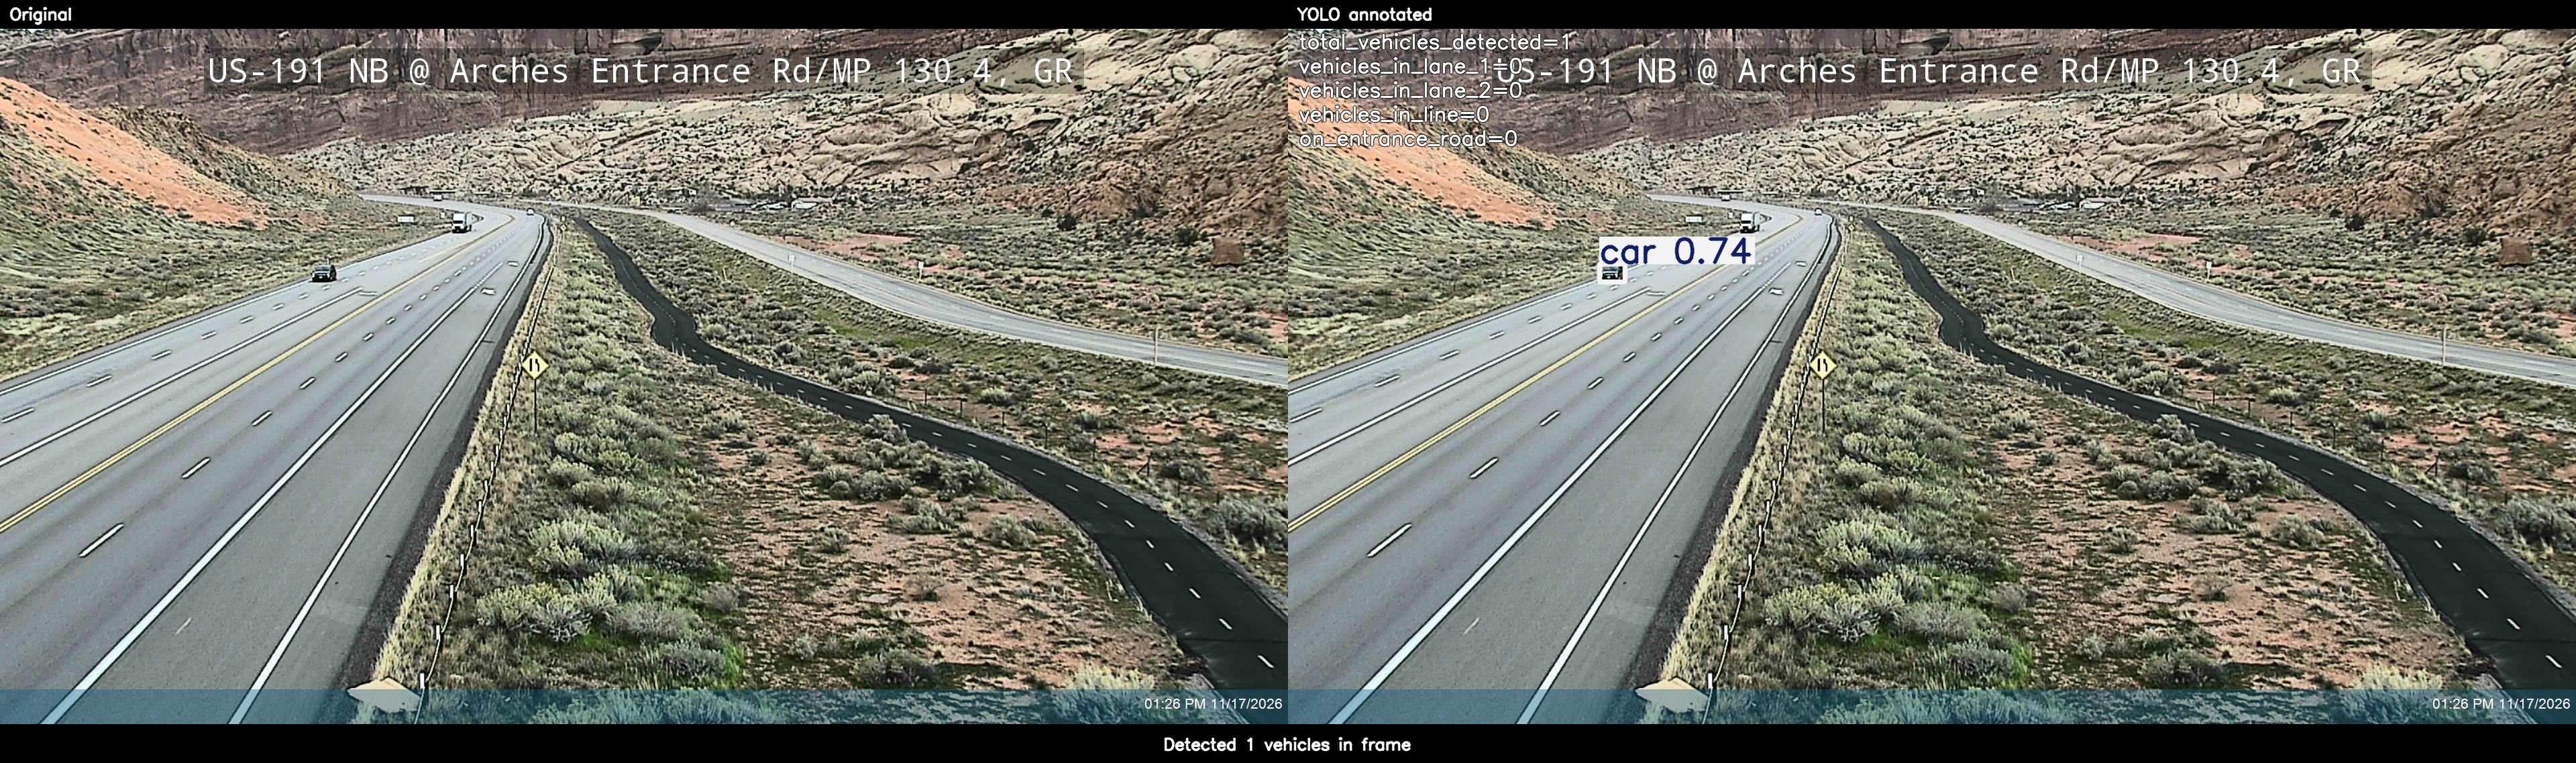 Original
US-191 NB @ Arches Entrance Rd/MP 130.4, GR
01:26 PM 11/17/2026
YOLO annotated
total_vehicles_detected=1
vehicles_in_lane_1=0
US-191 NB @ Arches Entrance Rd/MP 130.4, GR
vehicles_in_lane_2=0
vehicles_in_line=0
on_entrance_road=0
car 0.74
01:26 PM 11/17/2026
Detected 1 vehicles in frame